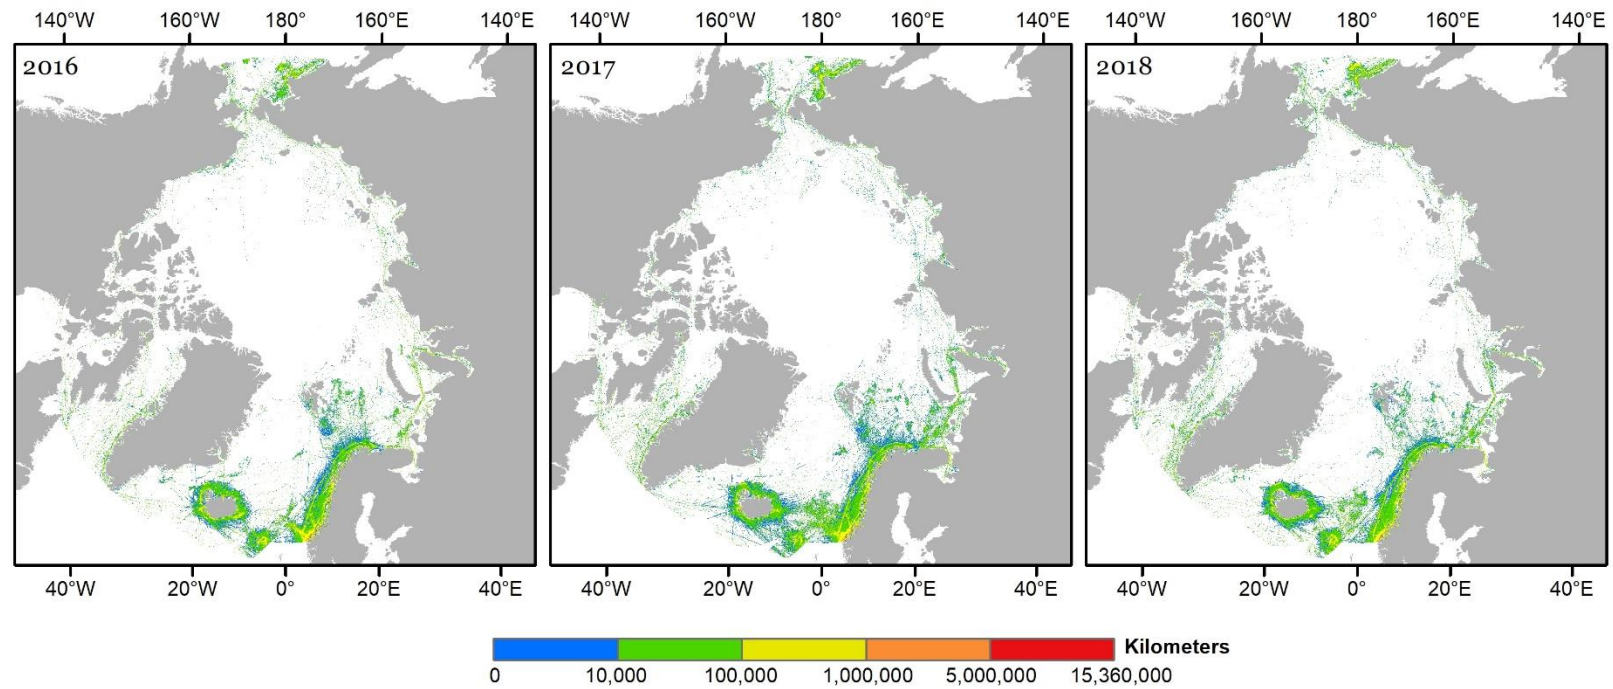 140°W 160°W 180° 160°E 140°E 140°W 160°W 180° 160°E 140°E 160°W 180° 160°E 140°E
2016 2017 2018
40°W 20°W 0° 20°E 40°E 40°W 20°W 0° 20°E 40°E 40°W 20°W 0° 20°E 40°E
Kilometers
0 10,000 100,000 1,000,000 5,000,000 15,360,000